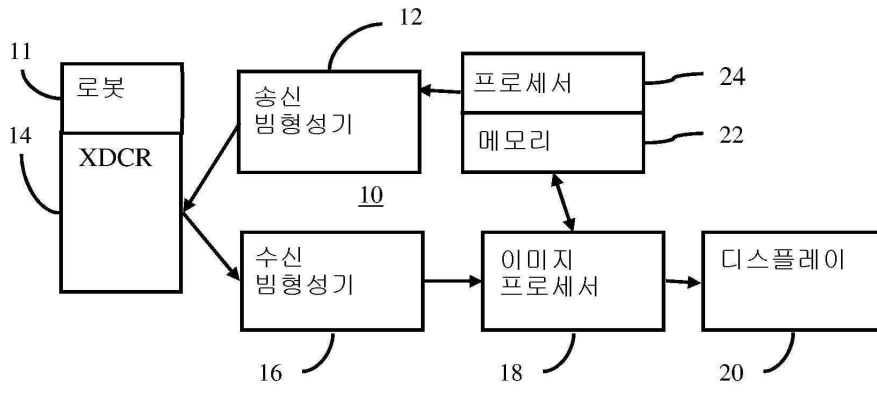 12
11
로봇
송신
빔형성기
프로세서
24
14
XDCR
메모리
22
10
수신
빔형성기
이미지
프로세서
디스플레이
16
18
20